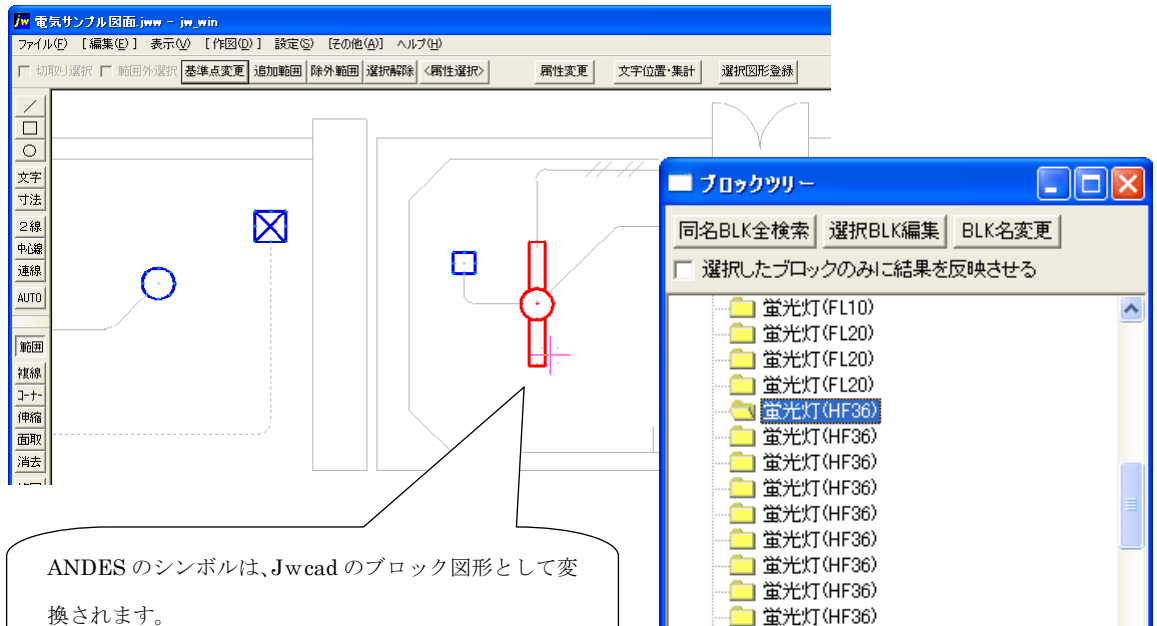 電気サンプル図面.jww - jw_win
ファイル(F) [編集(E)] 表示(V) [作図(D)] 設定(S) [その他(A)] ヘルプ(H)
切取り選択 範囲外選択 基準点変更 追加範囲 除外範囲 選択解除 <属性選択> 属性変更 文字位置・集計 選択図形登録
文字
寸法
2線
中心線
連線
AUTO
範囲
複線
コーナー
伸縮
面取
消去
ブロックツリー
同名BLK全検索 選択BLK編集 BLK名変更
選択したブロックのみに結果を反映させる
蛍光灯(FL10)
蛍光灯(FL20)
蛍光灯(FL20)
蛍光灯(FL20)
蛍光灯(HF36)
蛍光灯(HF36)
蛍光灯(HF36)
蛍光灯(HF36)
蛍光灯(HF36)
蛍光灯(HF36)
蛍光灯(HF36)
蛍光灯(HF36)
蛍光灯(HF36)
ANDES のシンボルは、Jwcad のブロック図形として変
換されます。